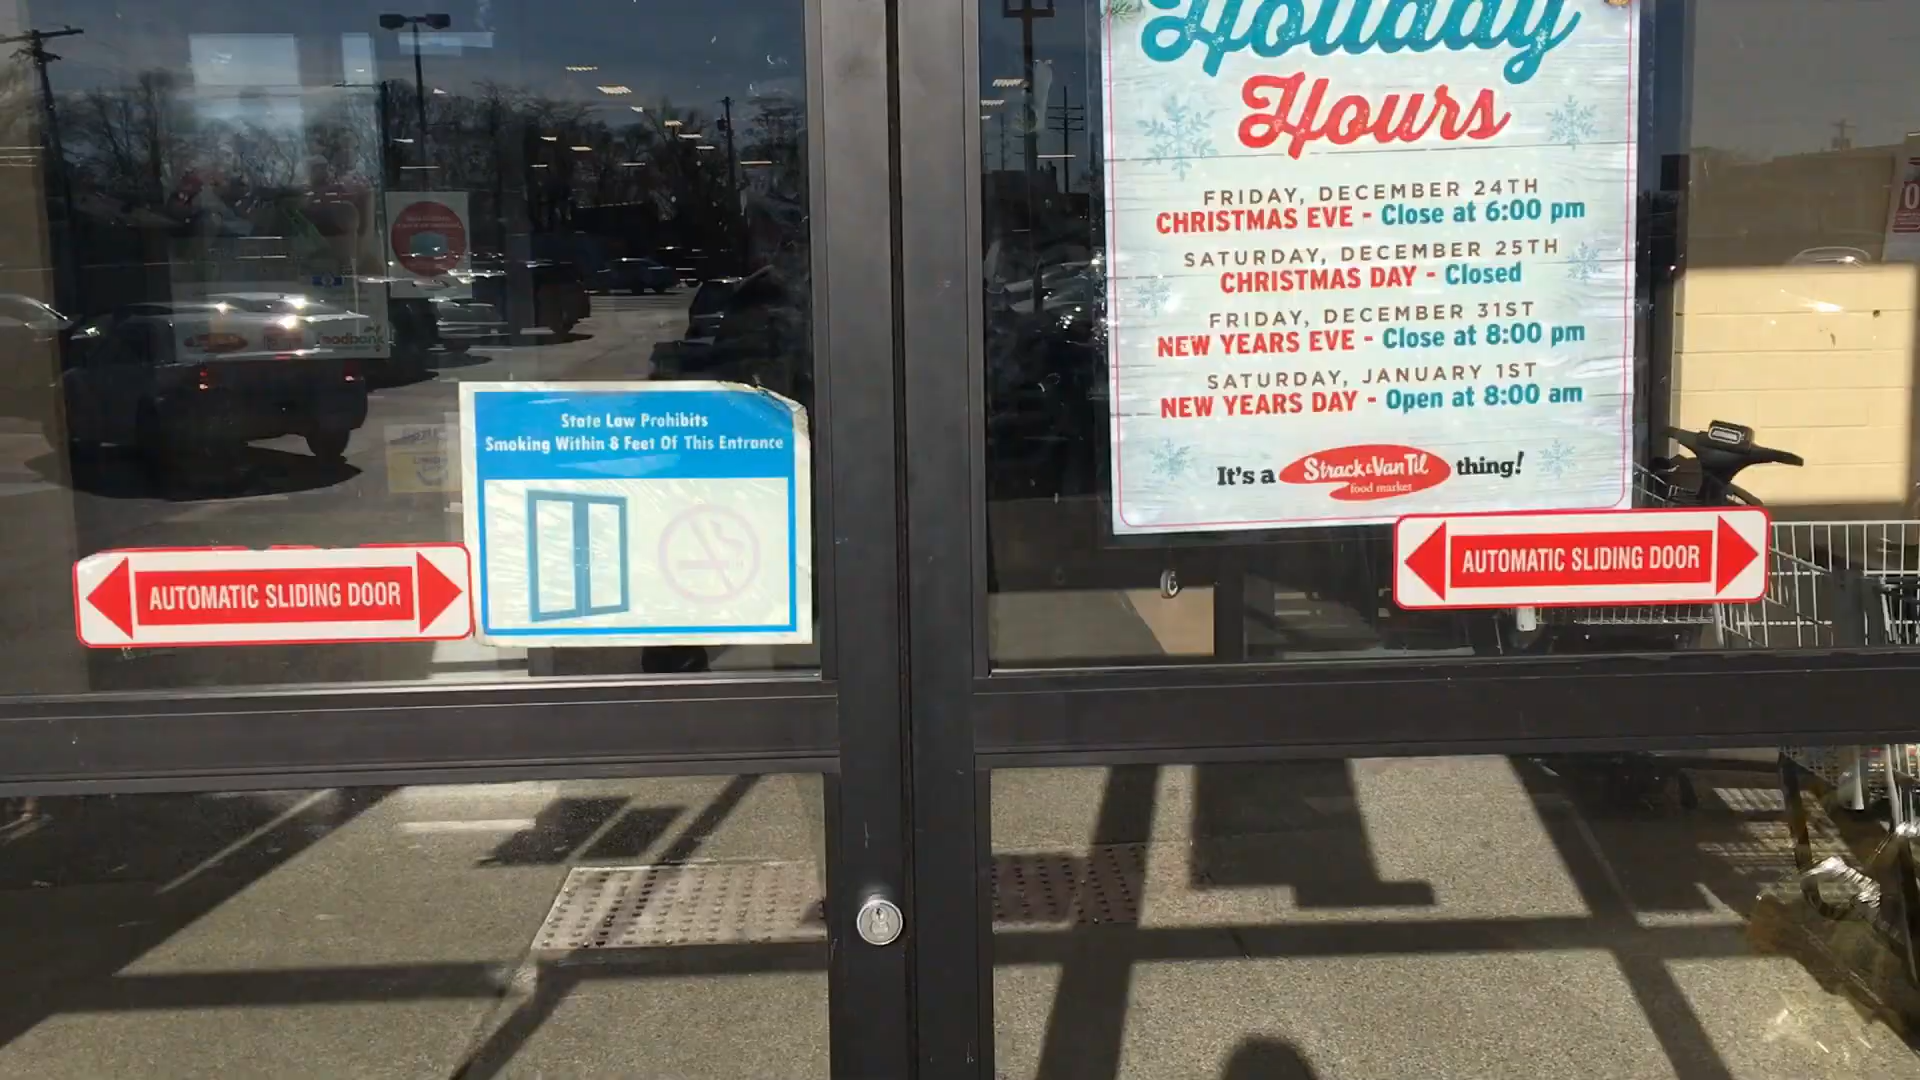 Holiday
Hours
FRIDAY, DECEMBER 24TH
CHRISTMAS EVE - Close at 6:00 pm
SATURDAY, DECEMBER 25TH
CHRISTMAS DAY - Closed
FRIDAY, DECEMBER 31ST
NEW YEARS EVE - Close at 8:00 pm
SATURDAY, JANUARY 1ST
NEW YEARS DAY - Open at 8:00 am
It's a Strack & Van Til thing!
food market
State Law Prohibits
Smoking Within 8 Feet Of This Entrance
AUTOMATIC SLIDING DOOR
AUTOMATIC SLIDING DOOR